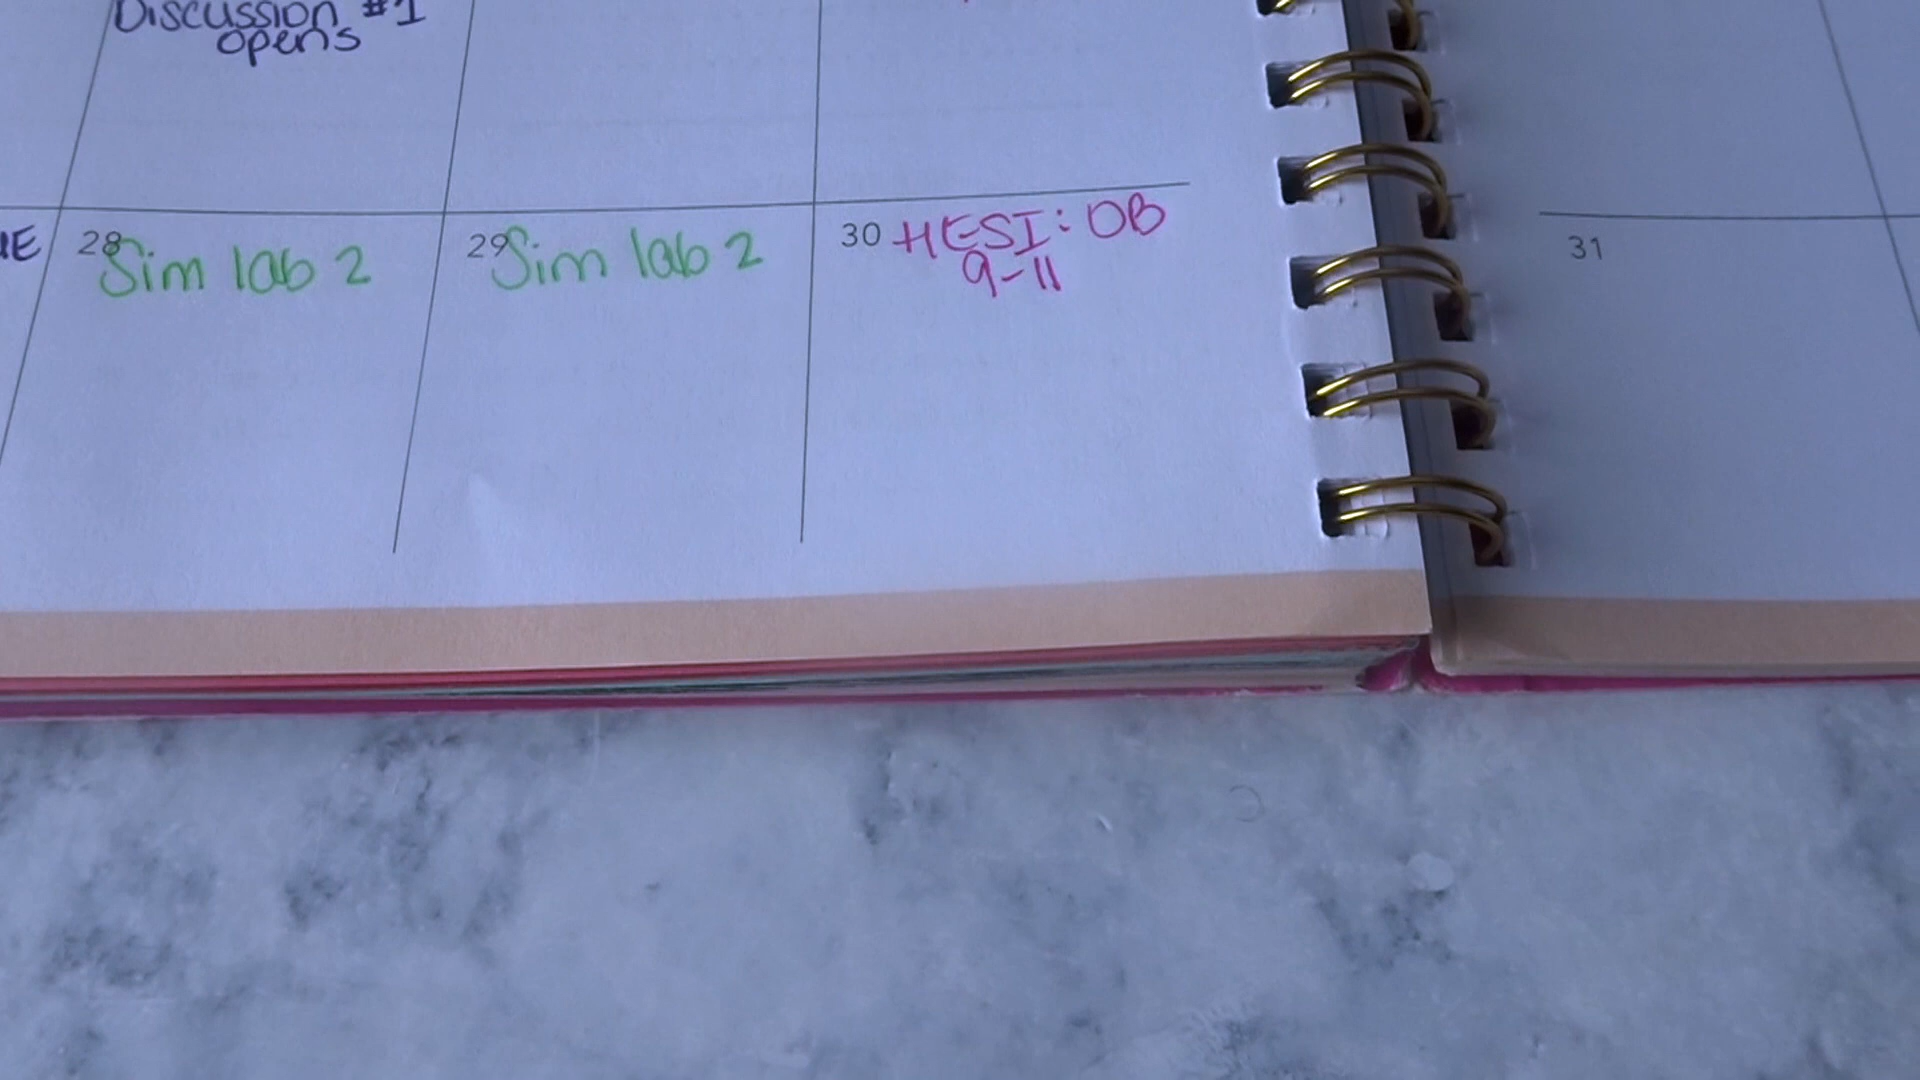 Discussion #1
opens
28 Sim lab 2
29 Sim lab 2
30 HESI: OB
9-11
31